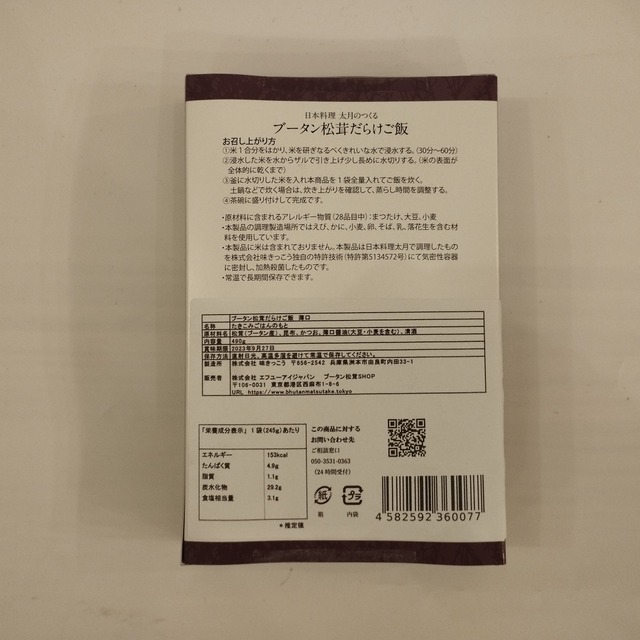 日本料理 太月のつくる
ブータン松茸だらけご飯
お召し上がり方
①米1合分をはかり、米を研ぎなるべくきれいな水で浸水する。(30分～60分)
②浸水した米を水からザルで引き上げ少し長めに水切りする。(米の表面が
全体的に乾くまで)
③釜に水切りした米を入れ本商品を1袋全量入れてご飯を炊く。
土鍋などで炊く場合は、炊き上がりを確認して、蒸らし時間を調整する。
④茶碗に盛り付けして完成です。
・原材料に含まれるアレルギー物質(28品目中):まつたけ、大豆、小麦
・本製品の調理製造場所ではえび、かに、小麦、卵、そば、乳、落花生を含む材
料を使用しています。
・本製品に米は含まれておりません。本製品は日本料理太月で調理したもの
を株式会社味きっこう独自の特許技術(特許第5134572号)にて気密性容器
に密封し、加熱殺菌したものです。
・常温で長期間保存できます。
ブータン松茸だらけご飯 薄口
名称 たきこみごはんのもと
原材料名 松茸(ブータン産)、昆布、かつお、薄口醤油(大豆・小麦を含む)、清酒
内容量 490g
賞味期限 2023年9月27日
保存方法 直射日光、高温多湿を避けて常温で保存してください。
製造所 株式会社 味きっこう 〒656-2542 兵庫県洲本市由良町内田33-1
販売者 株式会社 エフユーアイジャパン ブータン松茸SHOP
〒106-0031 東京都港区西麻布1-8-6
URL https://www.bhutanmatsutake.tokyo
「栄養成分表示」1袋(245g)あたり
エネルギー 153kcal
たんぱく質 4.9g
脂質 1.1g
炭水化物 29.2g
食塩相当量 3.1g
*推定値
この商品に対する
お問い合わせ先
ご相談窓口
050-3531-0363
(24時間受付)
紙
プラ
内袋
4 582592 360077